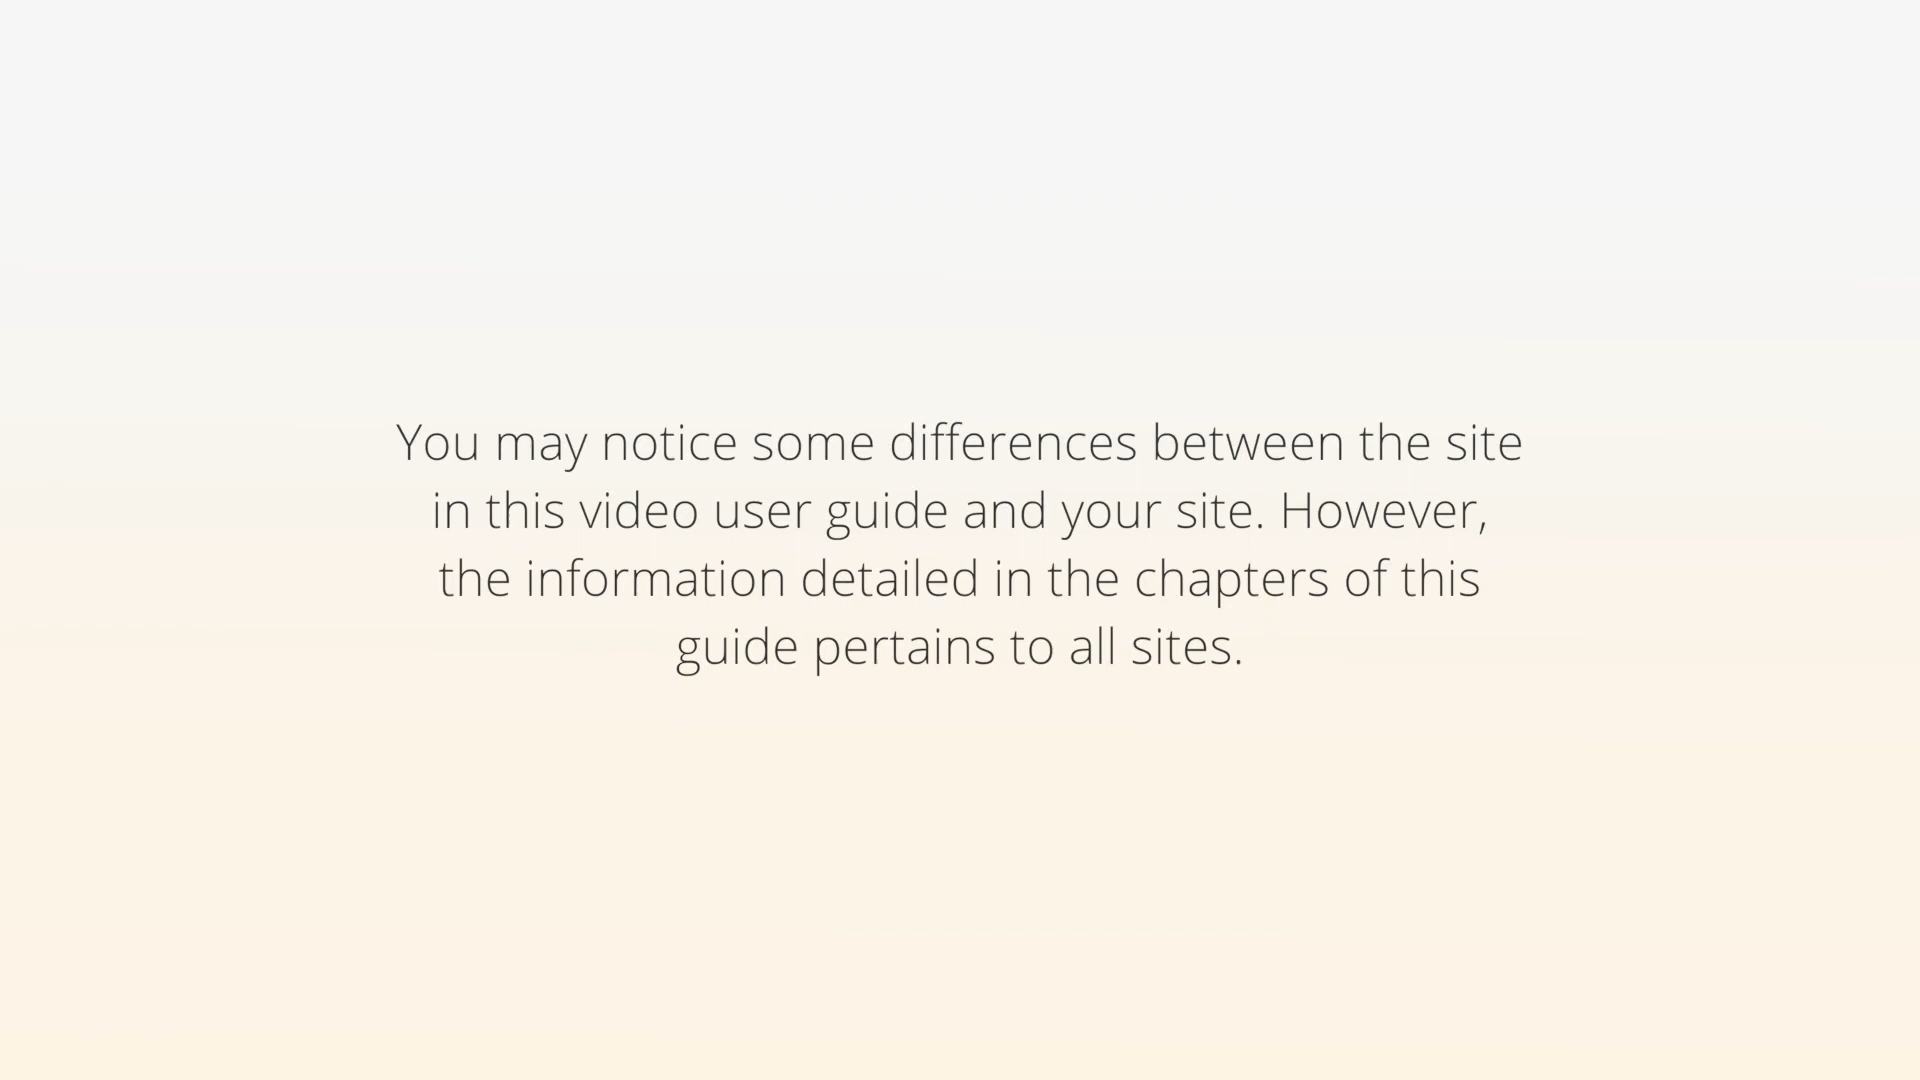 You may notice some differences between the site
in this video user guide and your site. However,
the information detailed in the chapters of this
guide pertains to all sites.